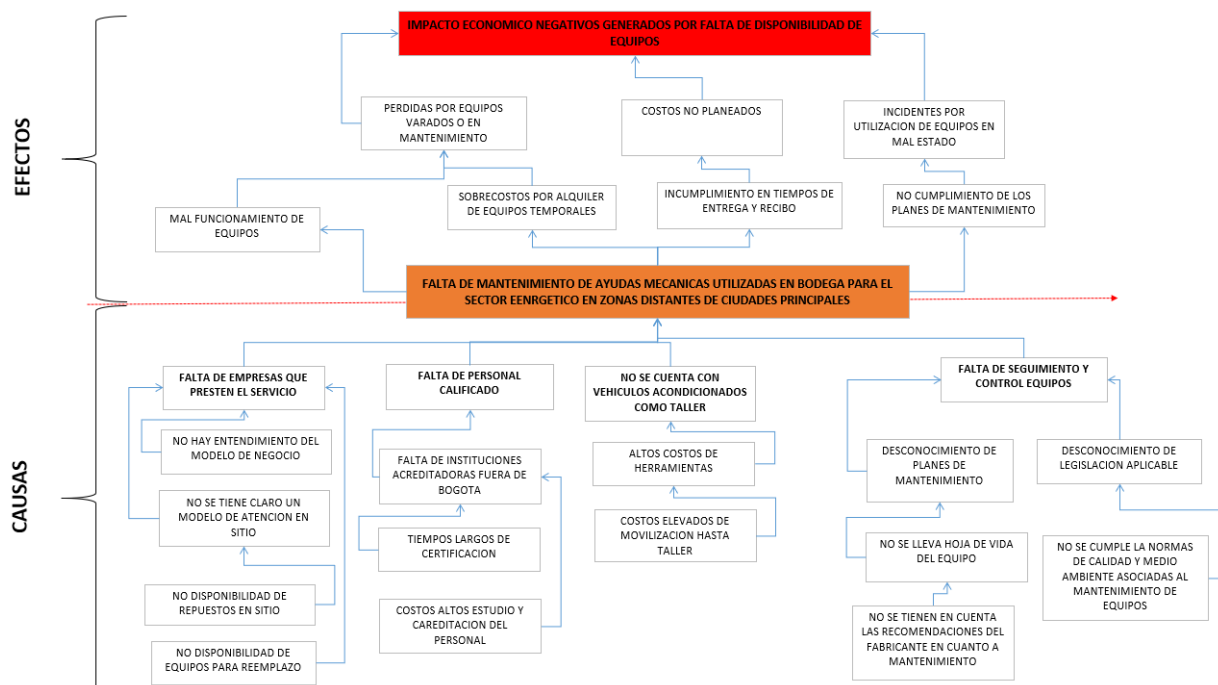 IMPACTO ECONOMICO NEGATIVOS GENERADOS POR FALTA DE DISPONIBILIDAD DE
EQUIPOS
EFECTOS
PERDIDAS POR EQUIPOS
VARADOS O EN
MANTENIMIENTO
COSTOS NO PLANEADOS
INCIDENTES POR
UTILIZACION DE EQUIPOS EN
MAL ESTADO
MAL FUNCIONAMIENTO DE
EQUIPOS
SOBRECOSTOS POR ALQUILER
DE EQUIPOS TEMPORALES
INCUMPLIMIENTO EN TIEMPOS DE
ENTREGA Y RECIBO
NO CUMPLIMIENTO DE LOS
PLANES DE MANTENIMIENTO
FALTA DE MANTENIMIENTO DE AYUDAS MECANICAS UTILIZADAS EN BODEGA PARA EL
SECTOR EENRGETICO EN ZONAS DISTANTES DE CIUDADES PRINCIPALES
CAUSAS
FALTA DE EMPRESAS QUE
PRESTEN EL SERVICIO
FALTA DE PERSONAL
CALIFICADO
NO SE CUENTA CON
VEHICULOS ACONDICIONADOS
COMO TALLER
FALTA DE SEGUIMIENTO Y
CONTROL EQUIPOS
NO HAY ENTENDIMIENTO DEL
MODELO DE NEGOCIO
FALTA DE INSTITUCIONES
ACREDITADORAS FUERA DE
BOGOTA
ALTOS COSTOS DE
HERRAMIENTAS
DESCONOCIMIENTO DE
PLANES DE
MANTENIMIENTO
DESCONOCIMIENTO DE
LEGISLACION APLICABLE
NO SE TIENE CLARO UN
MODELO DE ATENCION EN
SITIO
TIEMPOS LARGOS DE
CERTIFICACION
COSTOS ELEVADOS DE
MOVILIZACION HASTA
TALLER
NO SE LLEVA HOJA DE VIDA
DEL EQUIPO
NO SE CUMPLE LA NORMAS
DE CALIDAD Y MEDIO
AMBIENTE ASOCIADAS AL
MANTENIMIENTO DE
EQUIPOS
NO DISPONIBILIDAD DE
REPUESTOS EN SITIO
COSTOS ALTOS ESTUDIO Y
CAREDITACION DEL
PERSONAL
NO SE TIENEN EN CUENTA
LAS RECOMENDACIONES DEL
FABRICANTE EN CUANTO A
MANTENIMIENTO
NO DISPONIBILIDAD DE
EQUIPOS PARA REEMPLAZO